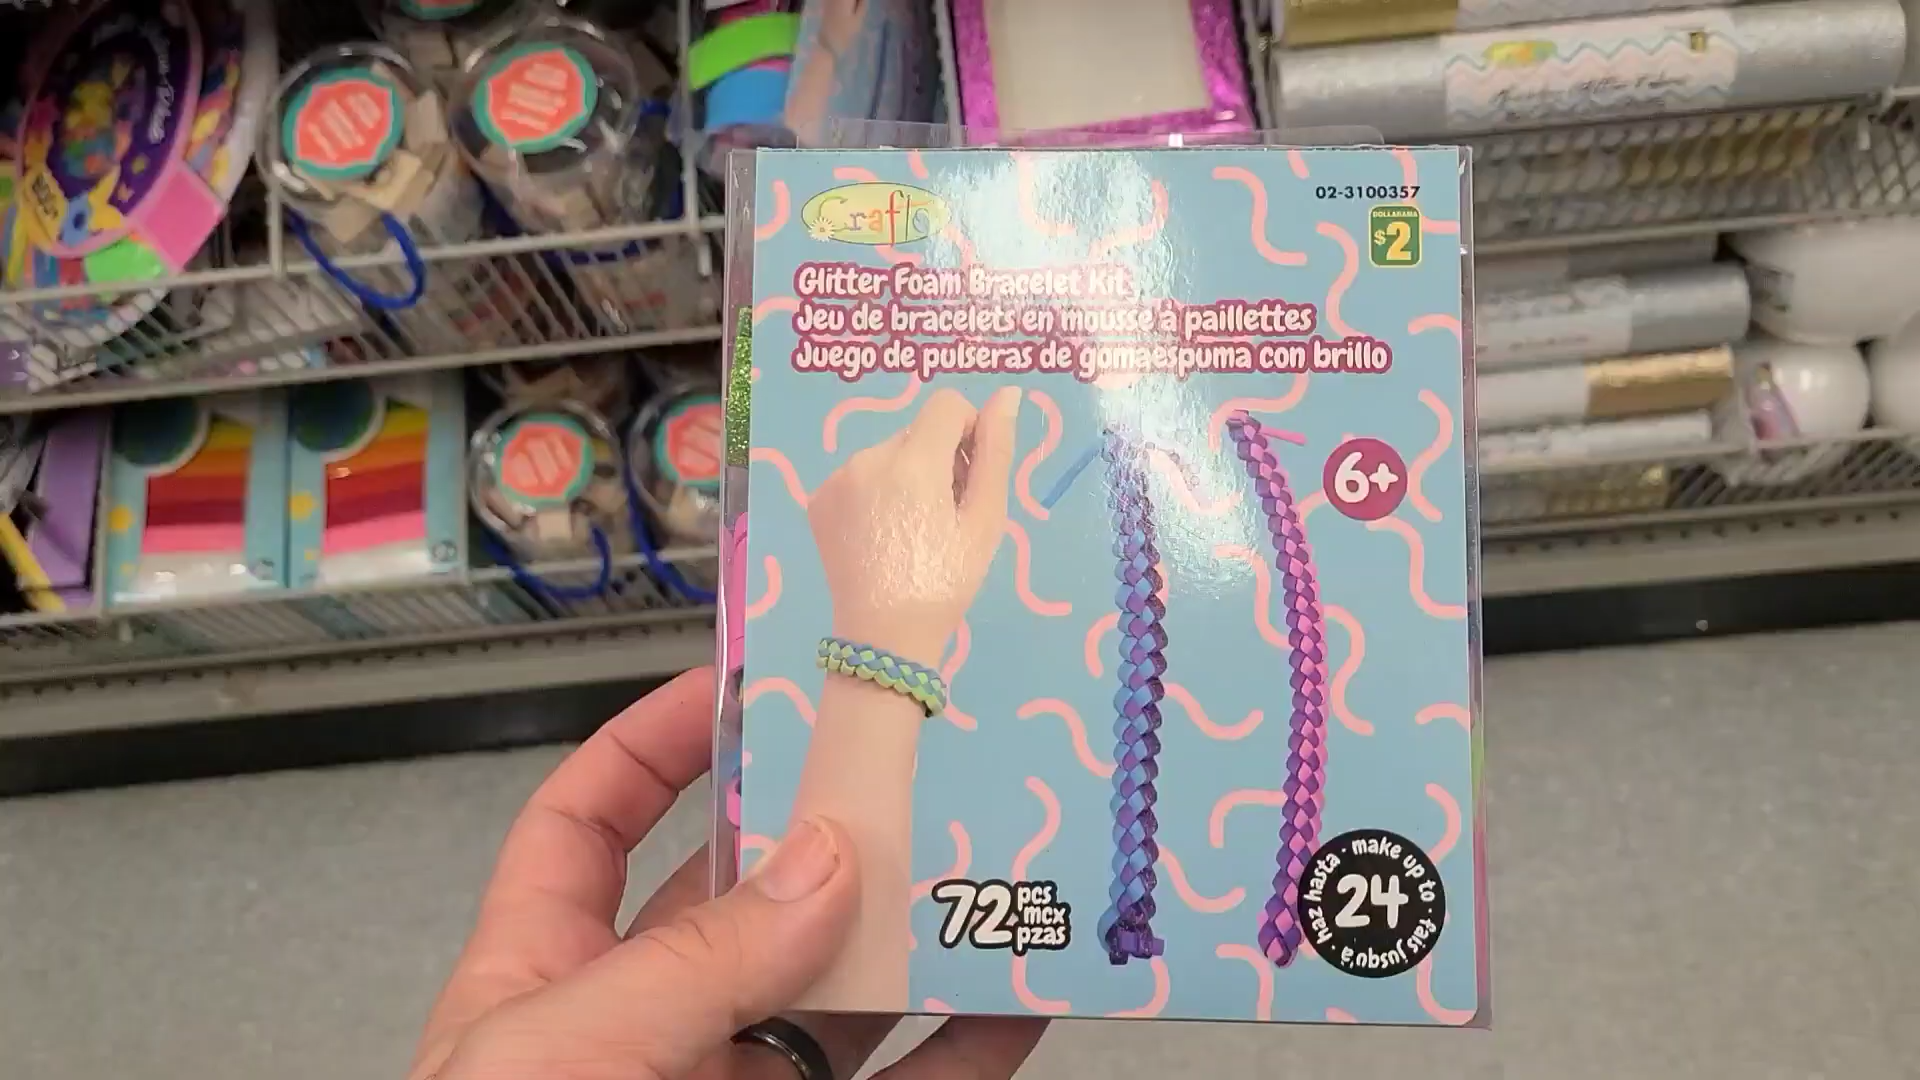 Crafts
02-3100357
DOLLARAMA
$2
Glitter Foam Bracelet Kit
Jeu de bracelets en mousse à paillettes
Juego de pulseras de gomaespuma con brillo
6+
72 pcs
mcx
pzas
make up to · fais jusqu'à · haz hasta ·
24